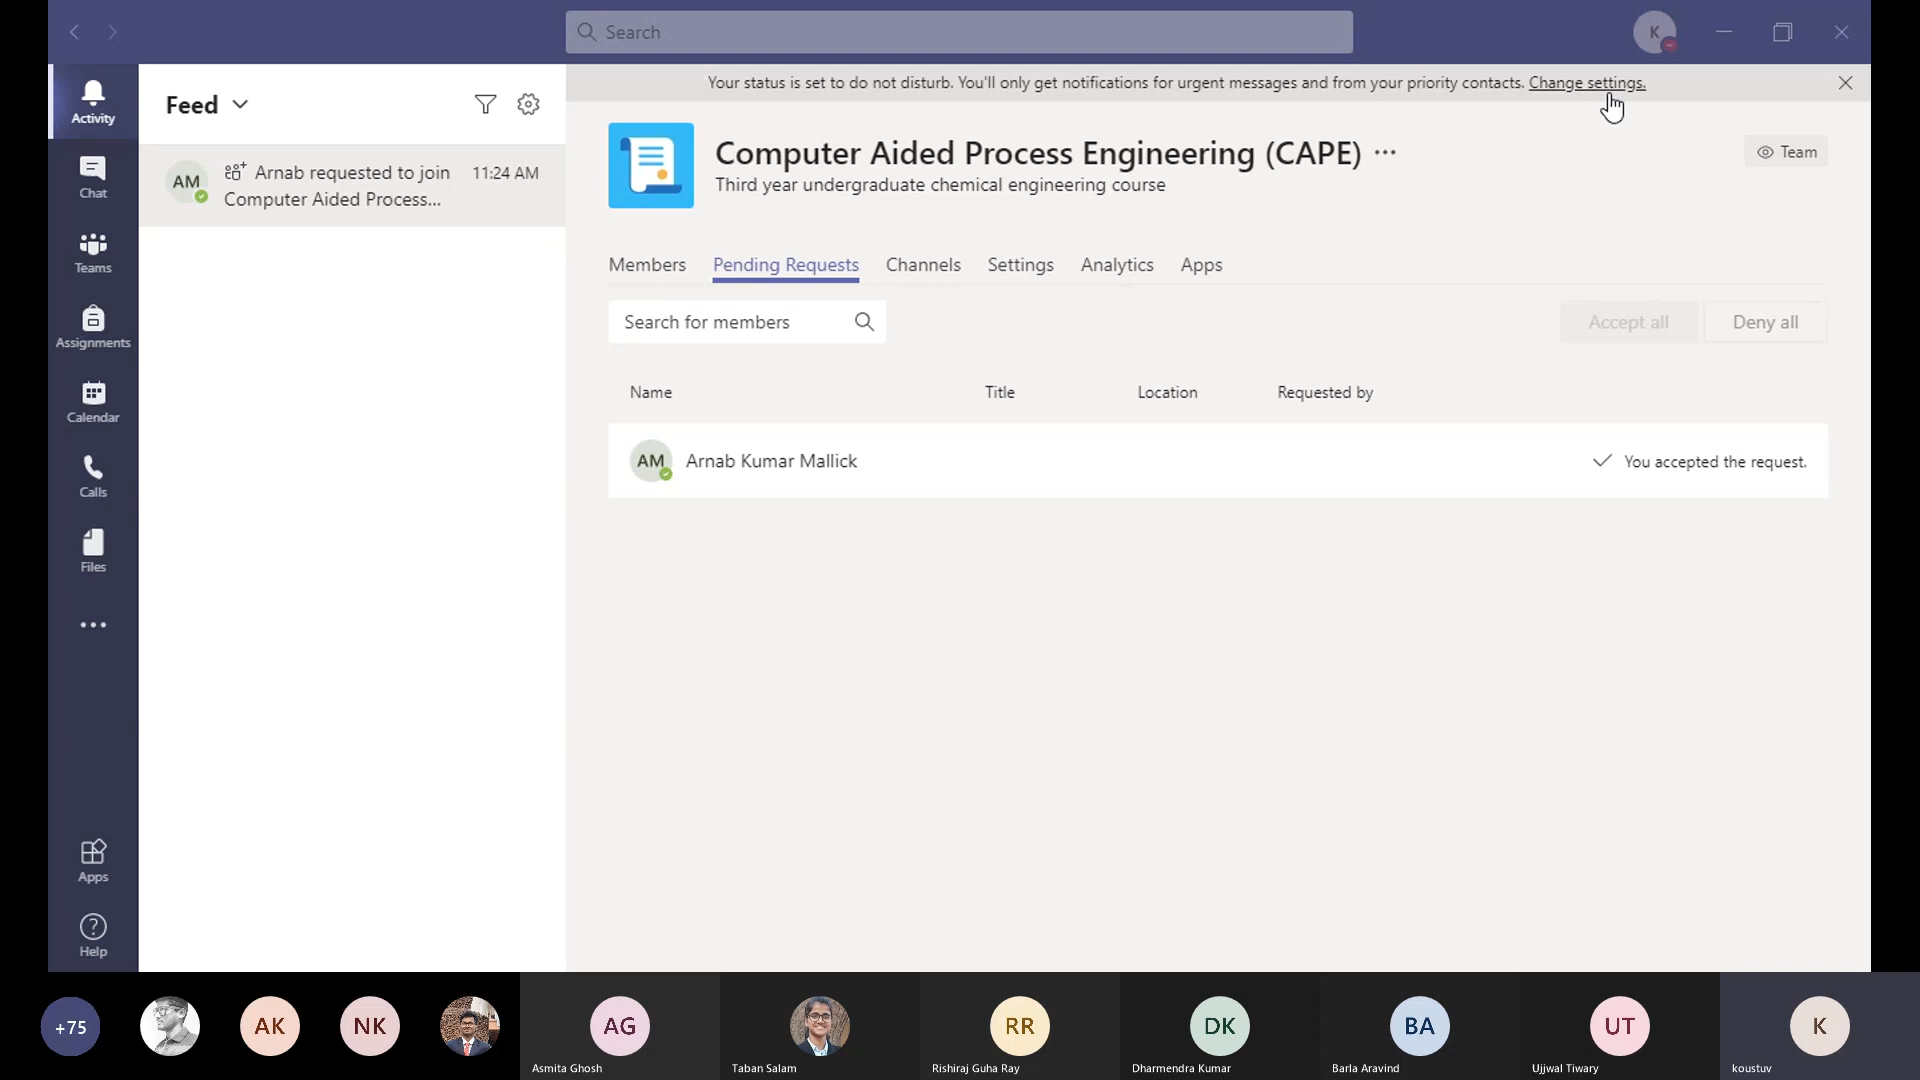 Search
K
Your status is set to do not disturb. You'll only get notifications for urgent messages and from your priority contacts. Change settings.
Activity
Chat
Teams
Assignments
Calendar
Calls
Files
Apps
Help
Feed
AM
Arnab requested to join 11:24 AM
Computer Aided Process...
Computer Aided Process Engineering (CAPE)
Third year undergraduate chemical engineering course
Team
Members Pending Requests Channels Settings Analytics Apps
Search for members
Accept all Deny all
Name Title Location Requested by
AM Arnab Kumar Mallick You accepted the request.
+75 AK NK AG RR DK BA UT K
Asmita Ghosh Taban Salam Rishiraj Guha Ray Dharmendra Kumar Barla Aravind Ujjwal Tiwary koustuv